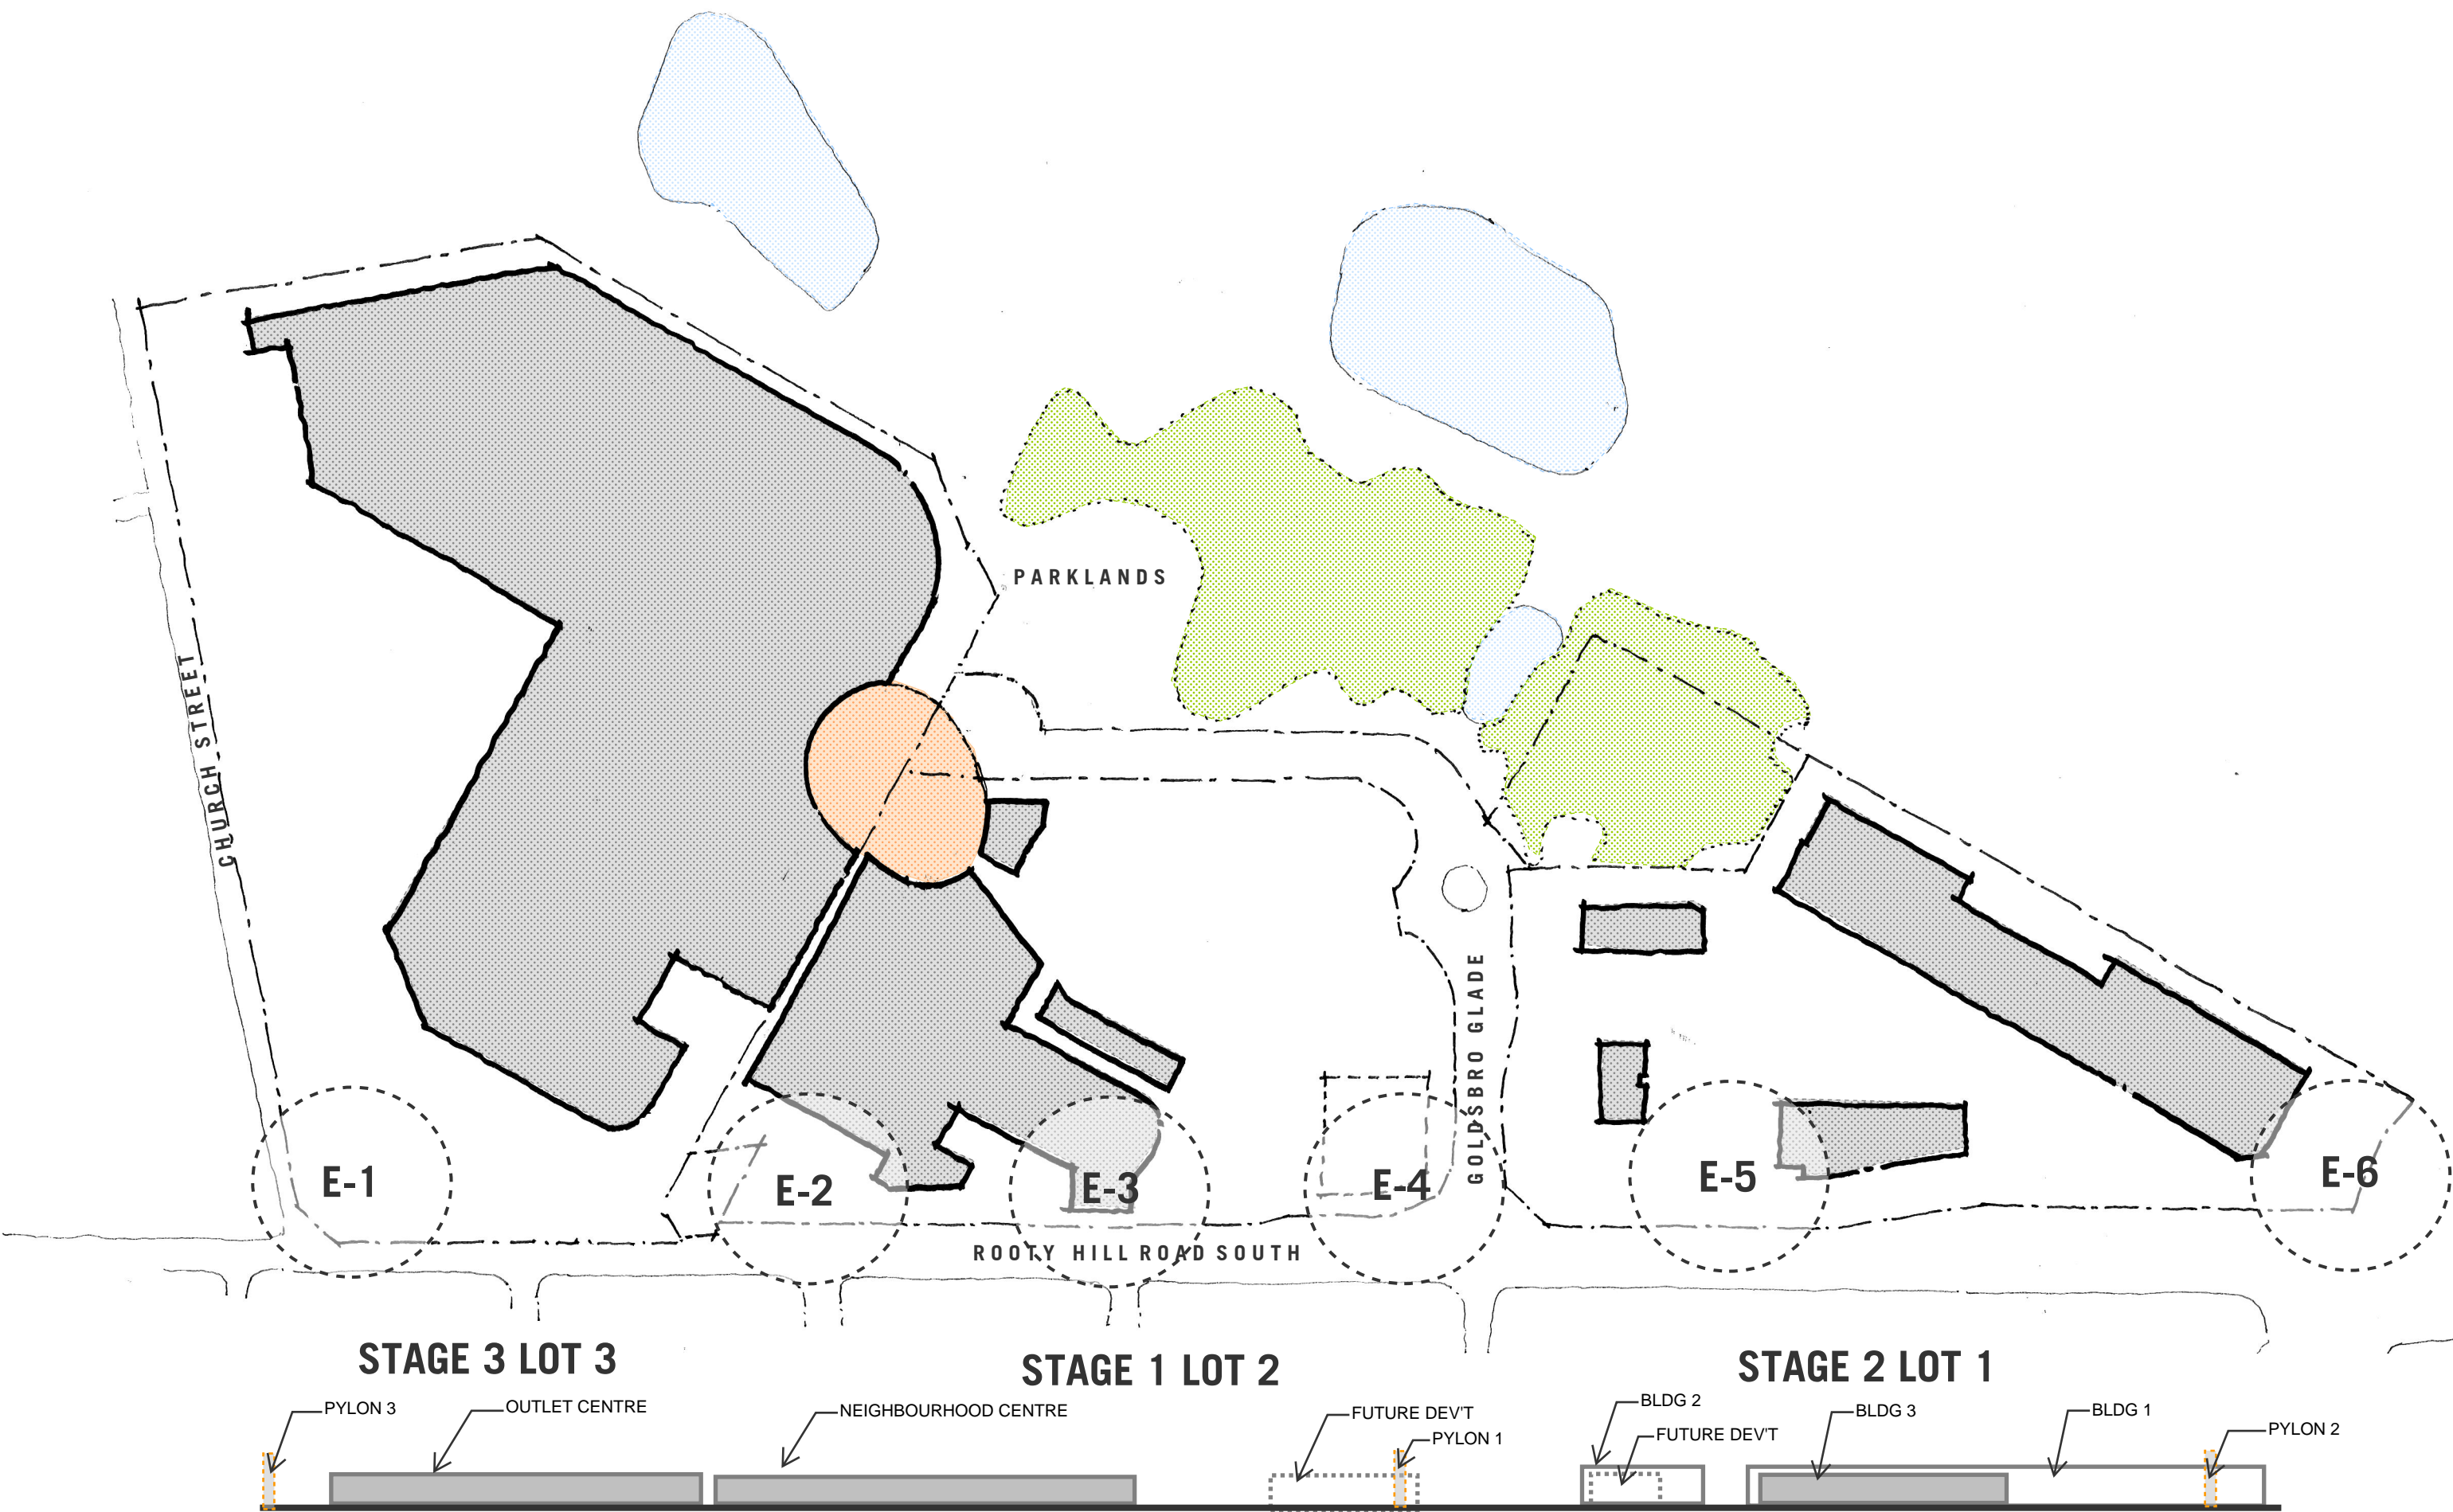 PARKLANDS
CHURCH STREET
GOLDSBRO GLADE
E-1
E-2
E-3
E-4
E-5
E-6
ROOTY HILL ROAD SOUTH
STAGE 3 LOT 3
STAGE 1 LOT 2
STAGE 2 LOT 1
PYLON 3
OUTLET CENTRE
NEIGHBOURHOOD CENTRE
FUTURE DEV'T
PYLON 1
BLDG 2
FUTURE DEV'T
BLDG 3
BLDG 1
PYLON 2